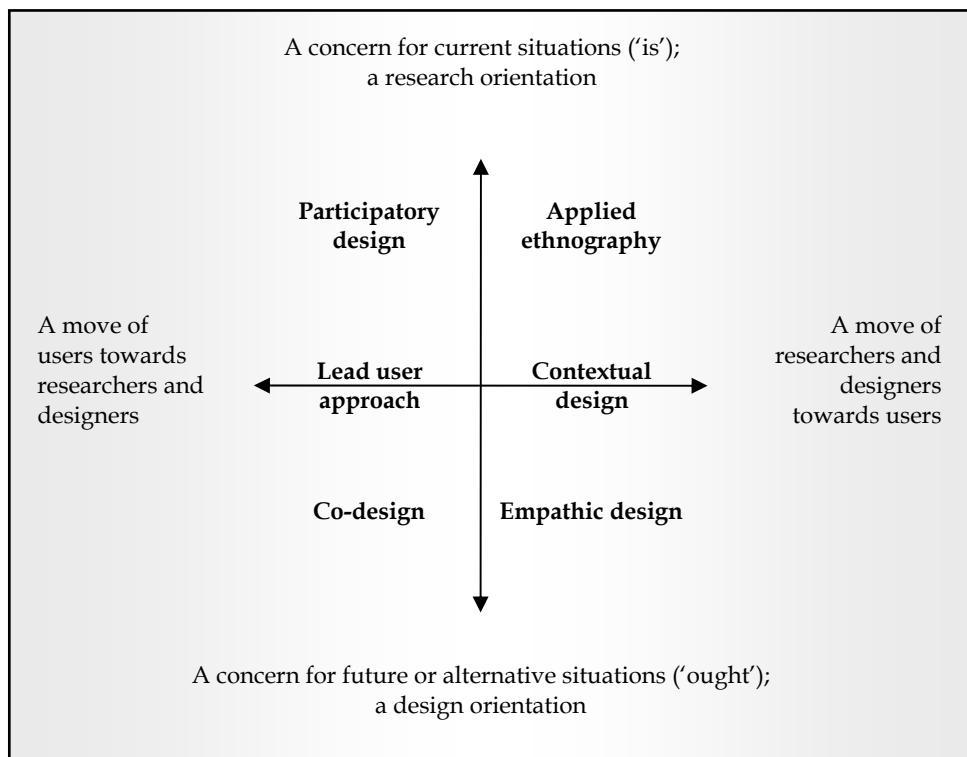 A concern for current situations (‘is’);
a research orientation
Participatory
design
Applied
ethnography
A move of
users towards
researchers and
designers
Lead user
approach
Contextual
design
A move of
researchers and
designers
towards users
Co-design
Empathic design
A concern for future or alternative situations (‘ought’);
a design orientation